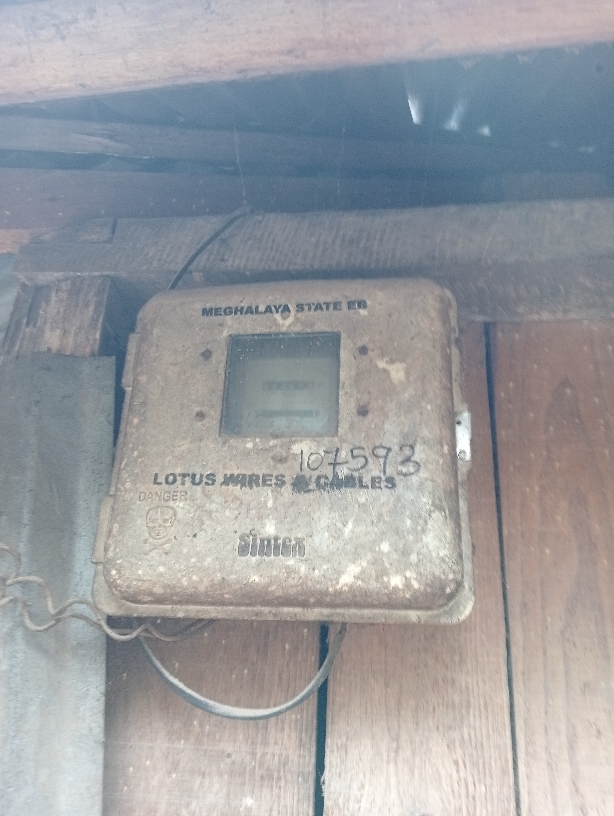 MEGHALAYA STATE EB
107593
LOTUS WIRES & CABLES
DANGER
Sintex